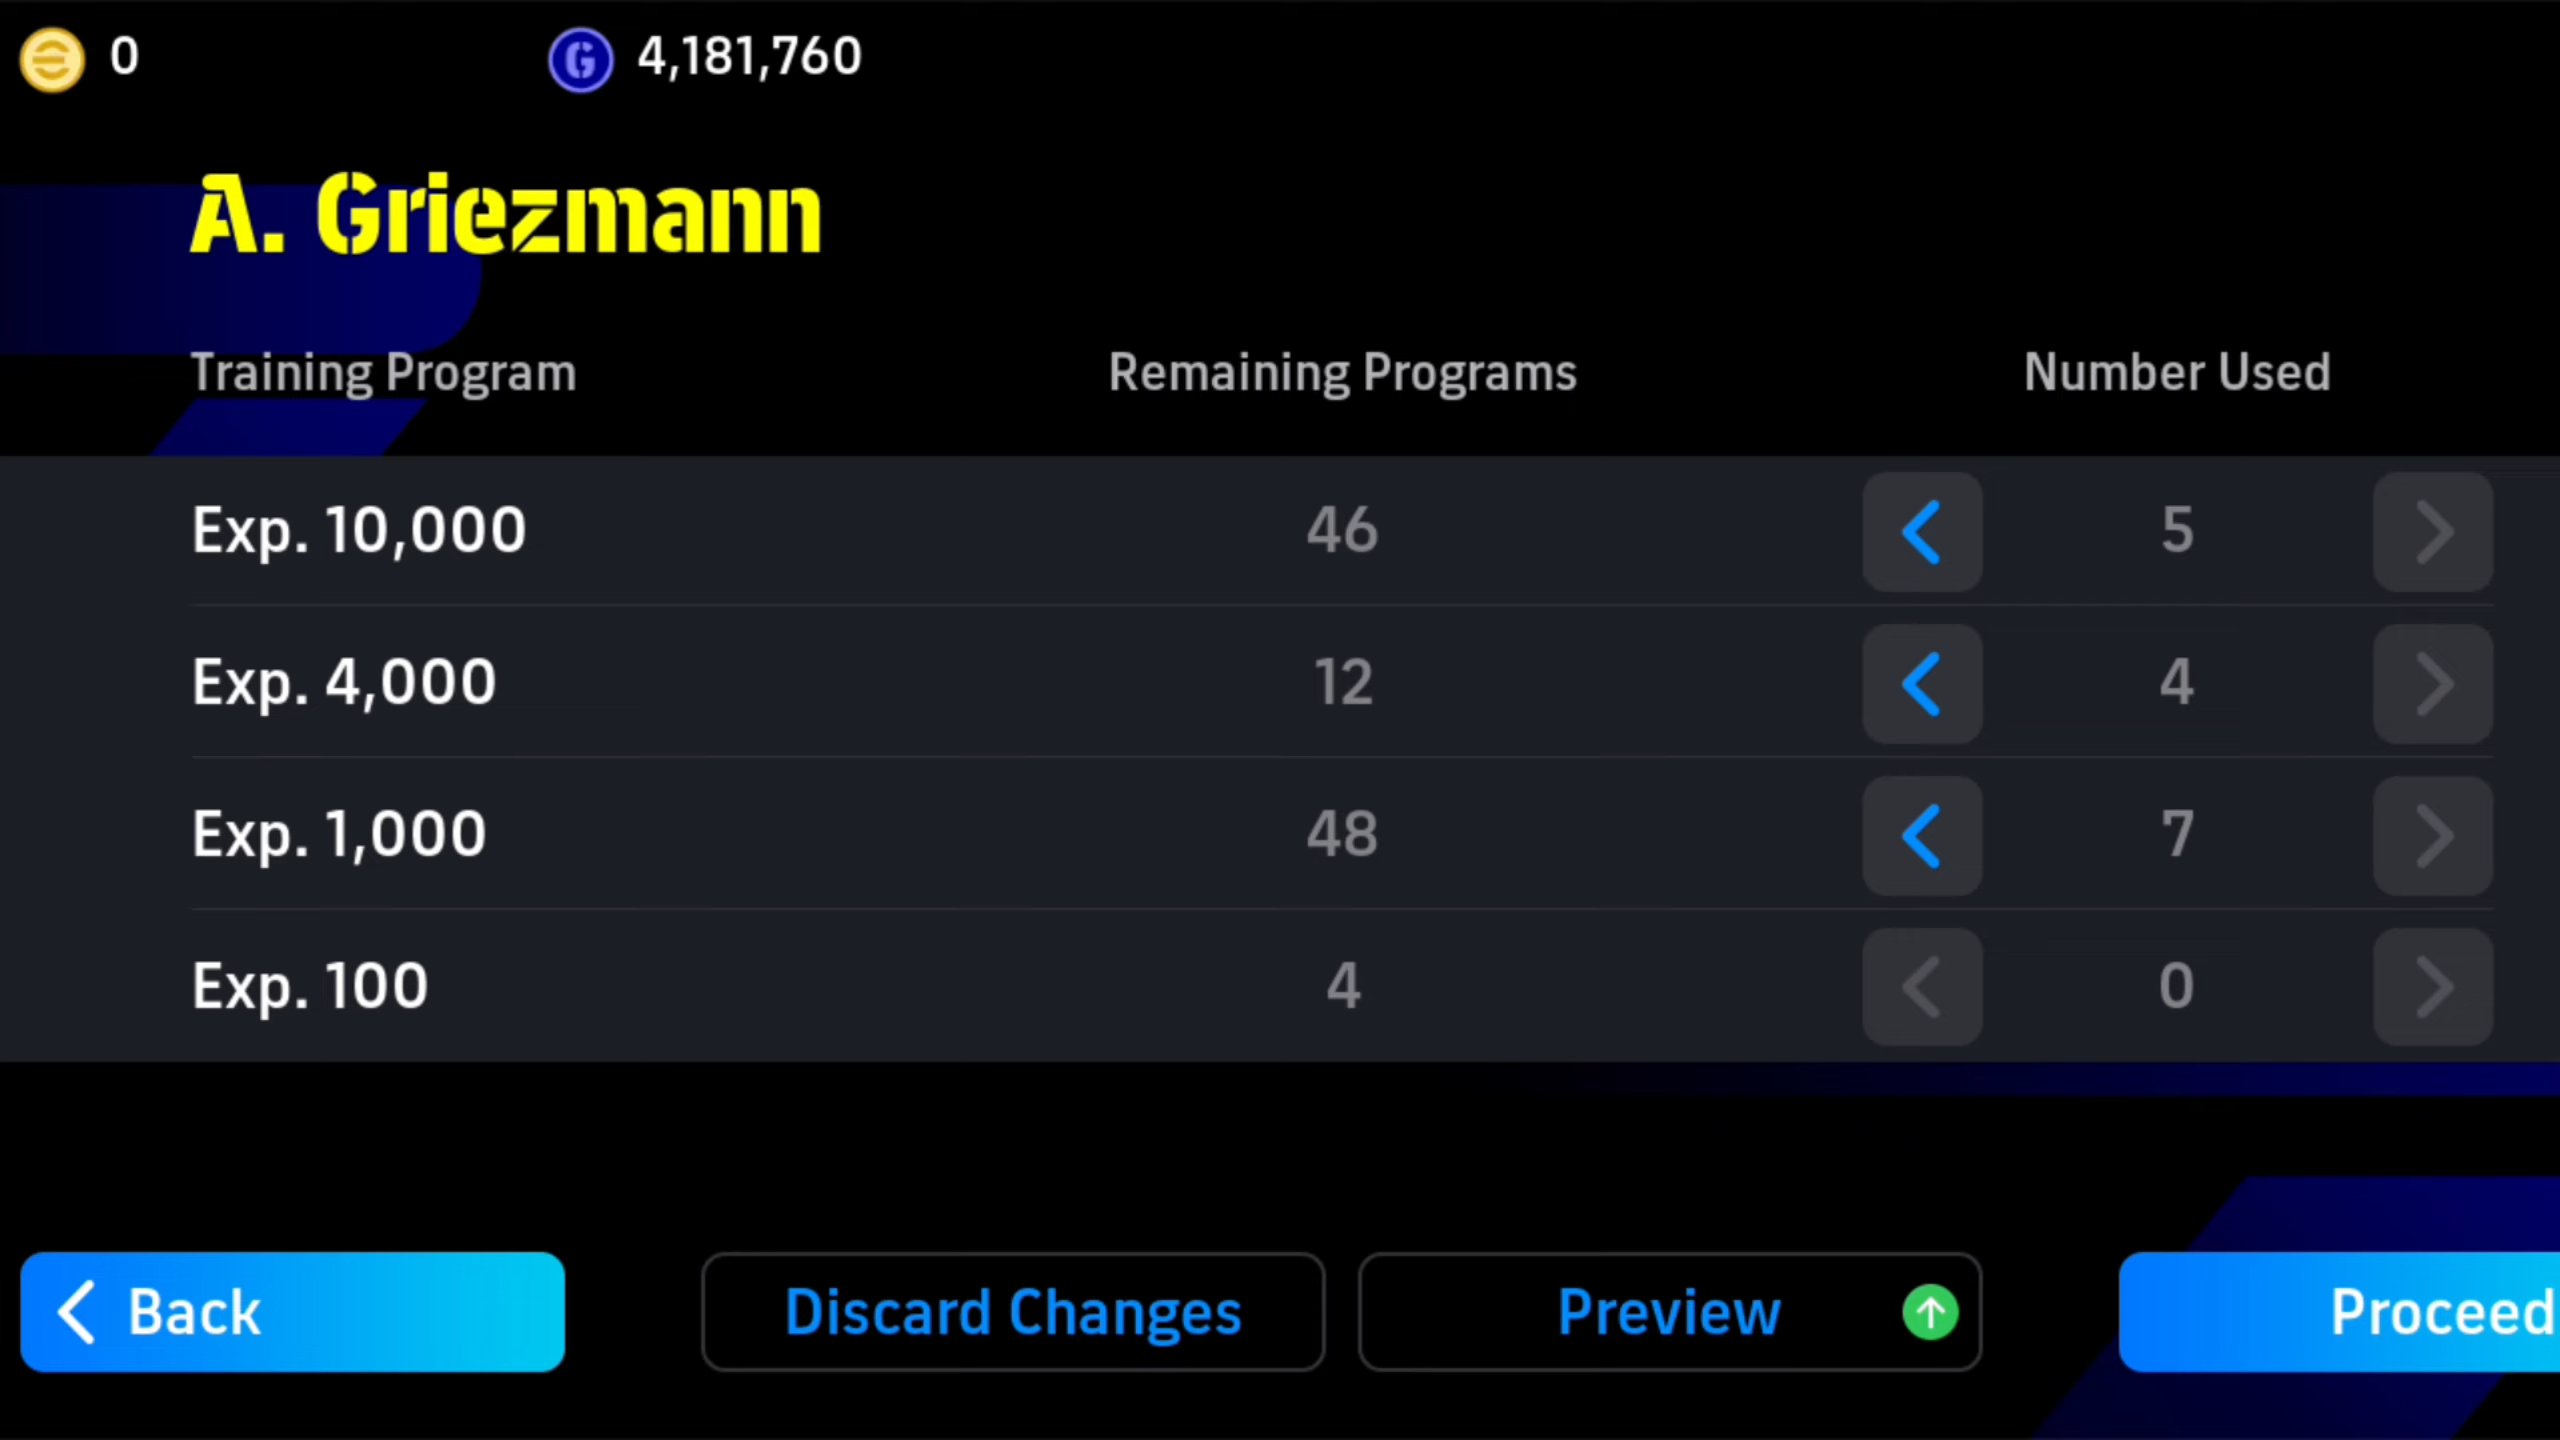 0 4,181,760
A. Griezmann
Training Program Remaining Programs Number Used
Exp. 10,000 46 5
Exp. 4,000 12 4
Exp. 1,000 48 7
Exp. 100 4 0
Back Discard Changes Preview Proceed